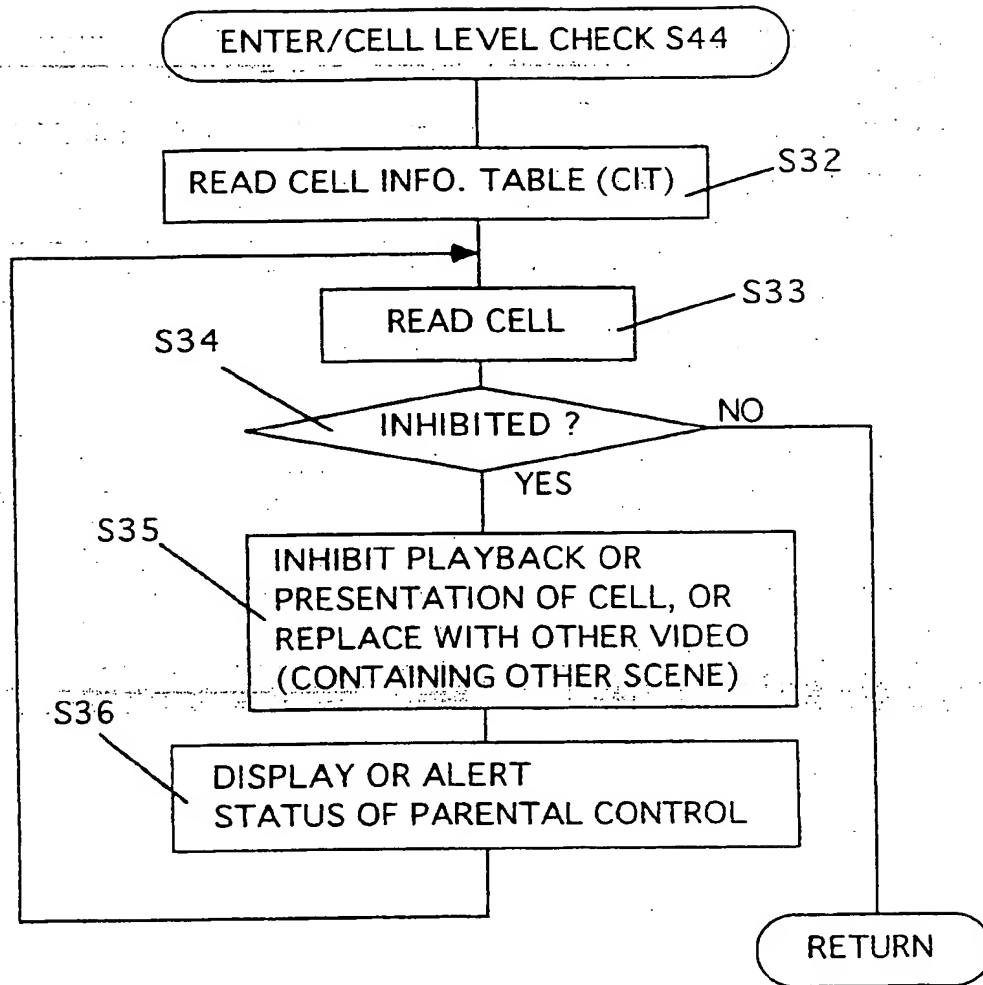 ENTER/CELL LEVEL CHECK S44
READ CELL INFO. TABLE (CIT)
S32
READ CELL
S33
S34
INHIBITED ?
NO
YES
S35
INHIBIT PLAYBACK OR
PRESENTATION OF CELL, OR
REPLACE WITH OTHER VIDEO
(CONTAINING OTHER SCENE)
S36
DISPLAY OR ALERT
STATUS OF PARENTAL CONTROL
RETURN